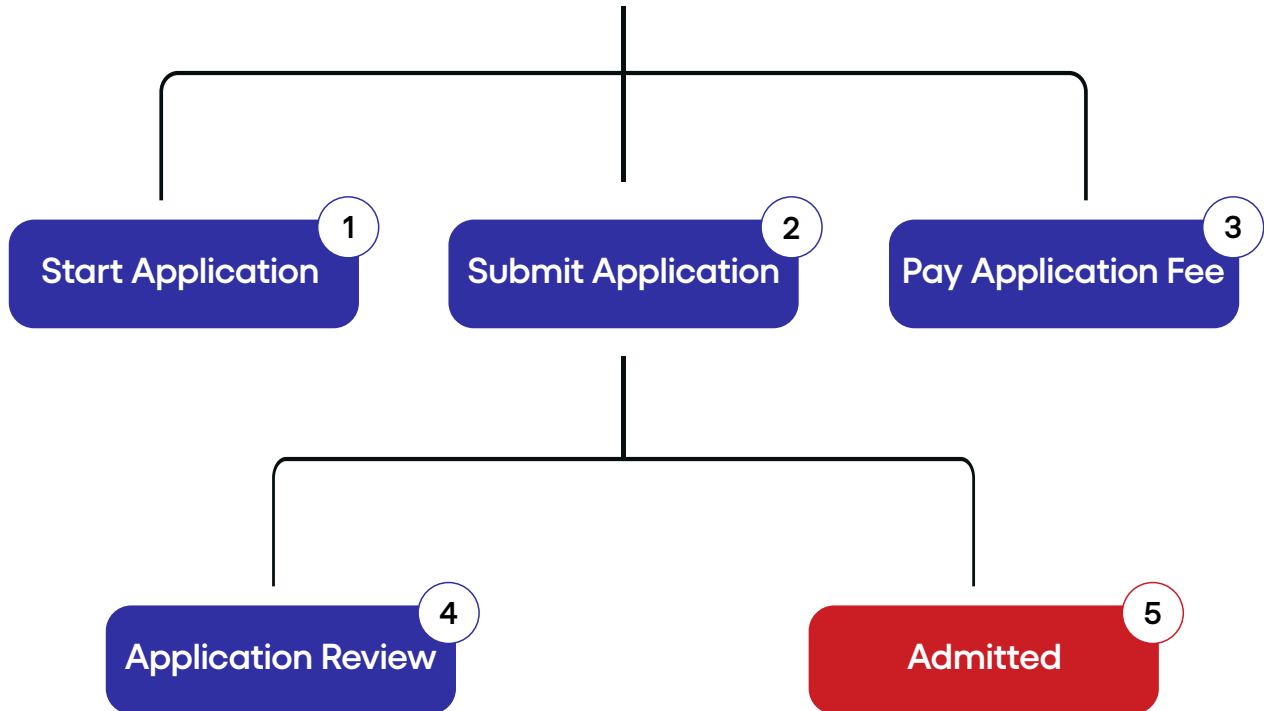 1
Start Application
2
Submit Application
3
Pay Application Fee
4
Application Review
5
Admitted